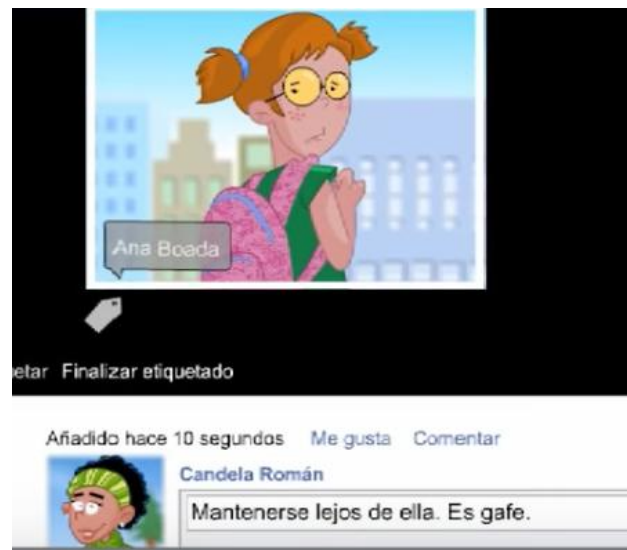 Ana Boada
etar Finalizar etiquetado
Añadido hace 10 segundos Me gusta Comentar
Candela Román
Mantenerse lejos de ella. Es gafe.